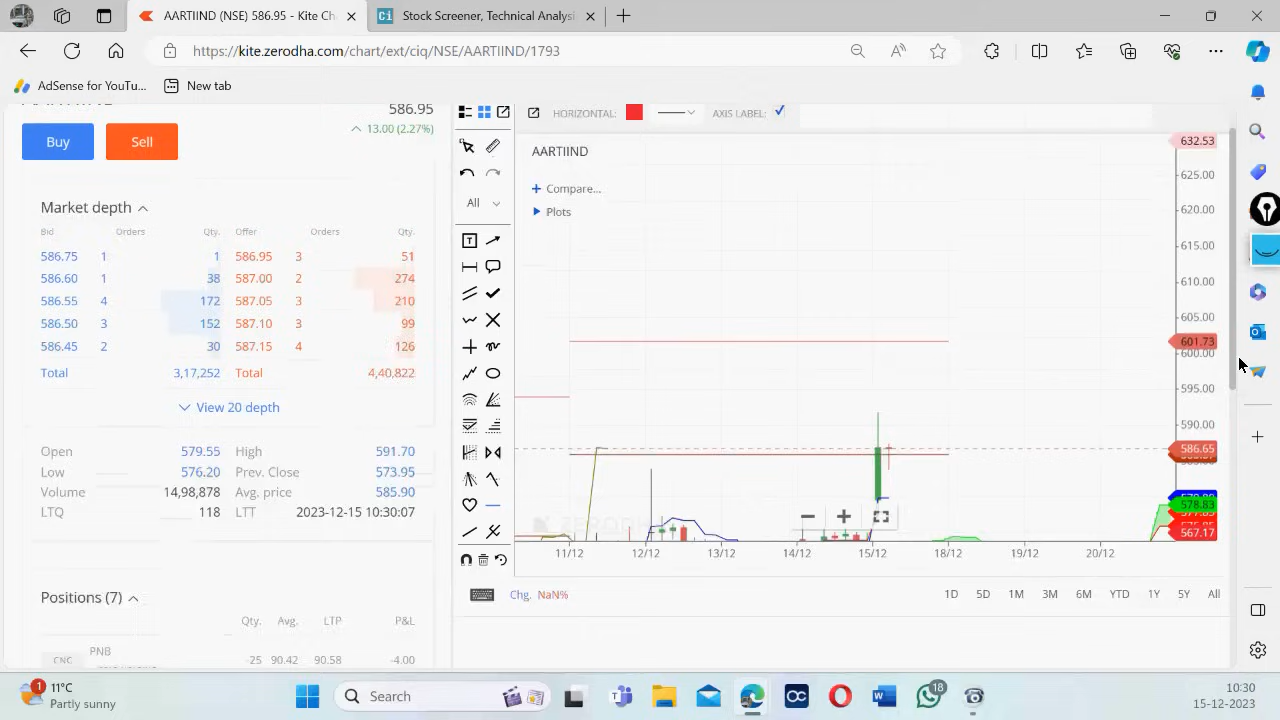 AARTIIND (NSE) 586.95 - Kite Ch
Stock Screener, Technical Analysi
https://kite.zerodha.com/chart/ext/ciq/NSE/AARTIIND/1793
AdSense for YouTu...
New tab
586.95
13.00 (2.27%)
Buy
Sell
Market depth
Bid Orders Qty. Offer Orders Qty.
586.75 1 1 586.95 3 51
586.60 1 38 587.00 2 274
586.55 4 172 587.05 3 210
586.50 3 152 587.10 3 99
586.45 2 30 587.15 4 126
Total 3,17,252 Total 4,40,822
View 20 depth
Open 579.55 High 591.70
Low 576.20 Prev. Close 573.95
Volume 14,98,878 Avg. price 585.90
LTQ 118 LTT 2023-12-15 10:30:07
Positions (7)
Qty. Avg. LTP P&L
PNB
CNC -25 90.42 90.58 -4.00
HORIZONTAL:
AXIS LABEL:
All
AARTIIND
Compare...
Plots
632.53
625.00
620.00
615.00
610.00
605.00
601.73
600.00
595.00
590.00
586.65
578.83
567.17
11/12 12/12 13/12 14/12 15/12 18/12 19/12 20/12
Chg. NaN%
1D 5D 1M 3M 6M YTD 1Y 5Y All
1
11°C
Partly sunny
Search
18
10:30
15-12-2023